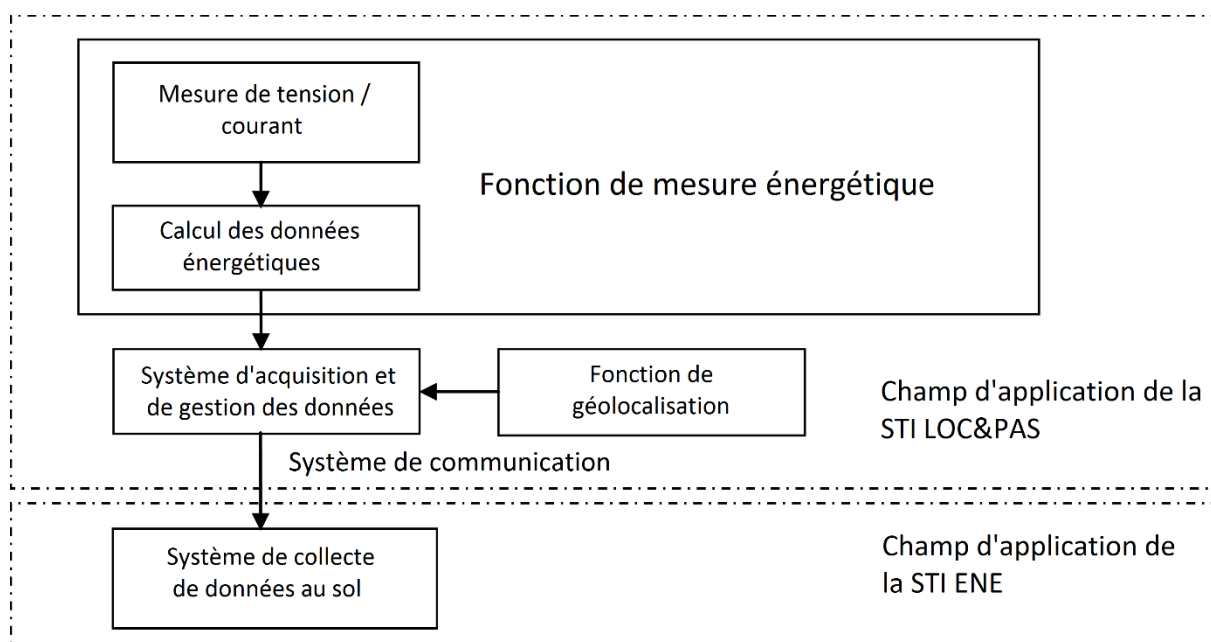 Mesure de tension /
courant
Fonction de mesure énergétique
Calcul des données
énergétiques
Système d'acquisition et
de gestion des données
Fonction de
géolocalisation
Champ d'application de la
STI LOC&PAS
Système de communication
Système de collecte
de données au sol
Champ d'application de
la STI ENE